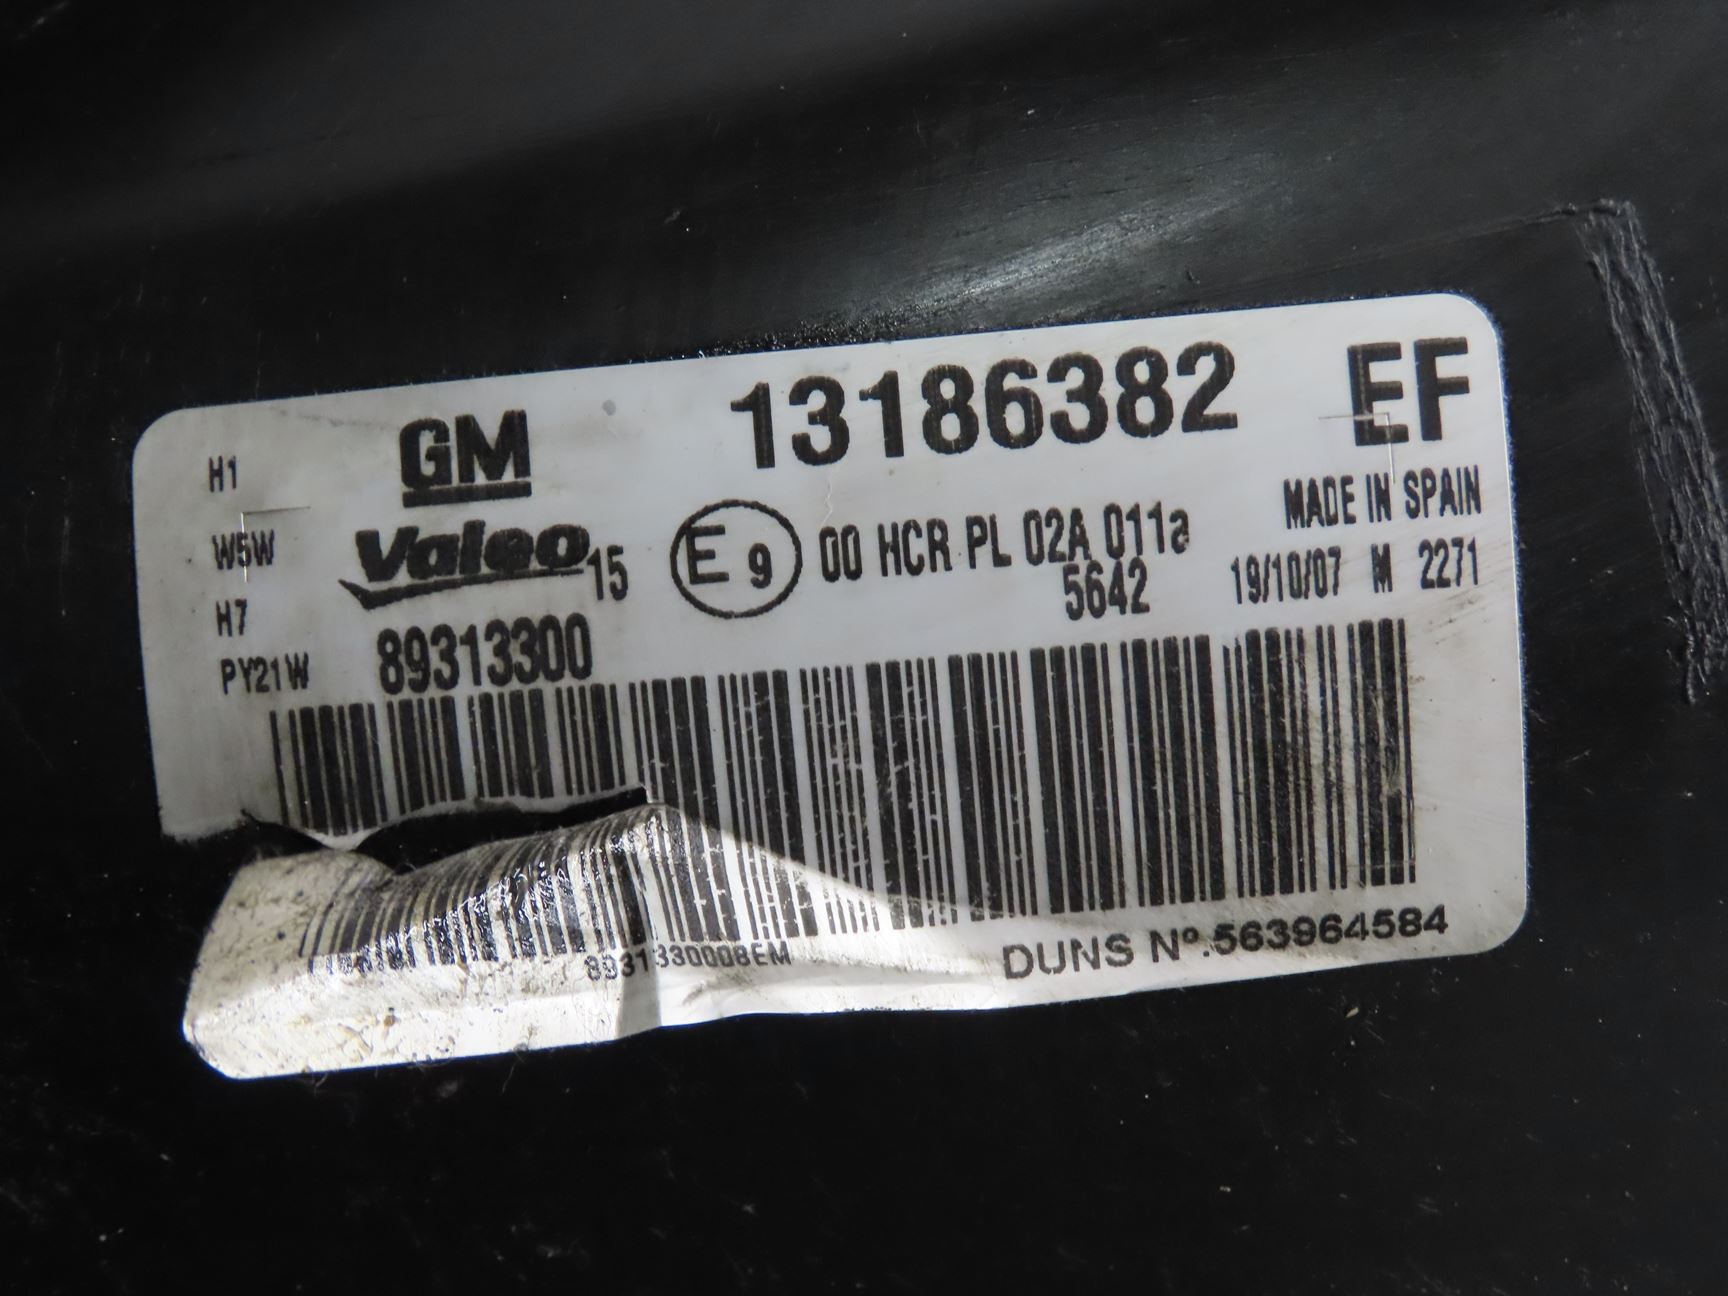 GM 13186382 EF
H1
Valeo 15 E 9 00 HCR PL 02A 011a MADE IN SPAIN
W5W
5642 19/10/07 M 2271
H7
PY21W 89313300
8931330008EM DUNS Nº.563964584